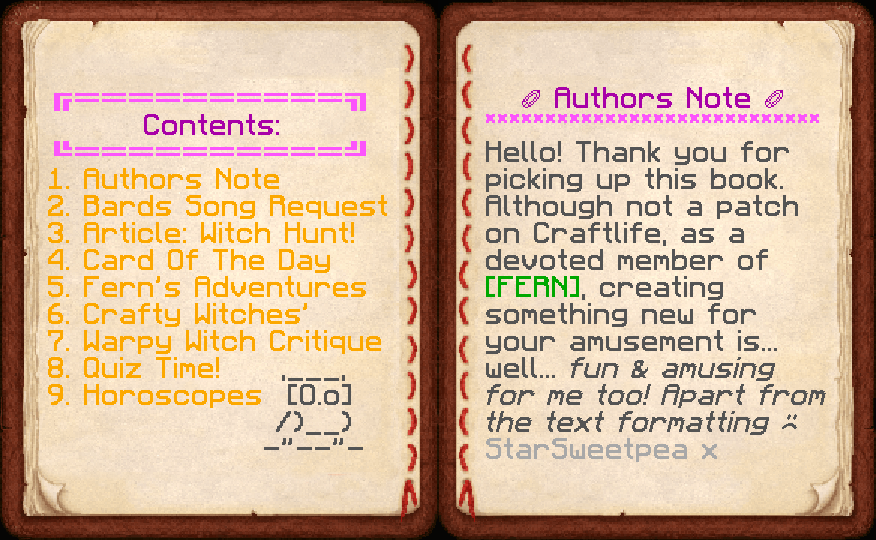 ╔============╗
Contents:
╚============╝
1. Authors Note
2. Bards Song Request
3. Article: Witch Hunt!
4. Card Of The Day
5. Fern's Adventures
6. Crafty Witches'
7. Warpy Witch Critique
8. Quiz Time!
9. Horoscopes
,___,
[O.o]
/)__)
_"__"_
✎ Authors Note ✎
××××××××××××××××××××××××××××
Hello! Thank you for
picking up this book.
Although not a patch
on Craftlife, as a
devoted member of
[FERN], creating
something new for
your amusement is...
well... fun & amusing
for me too! Apart from
the text formatting ☹
StarSweetpea x